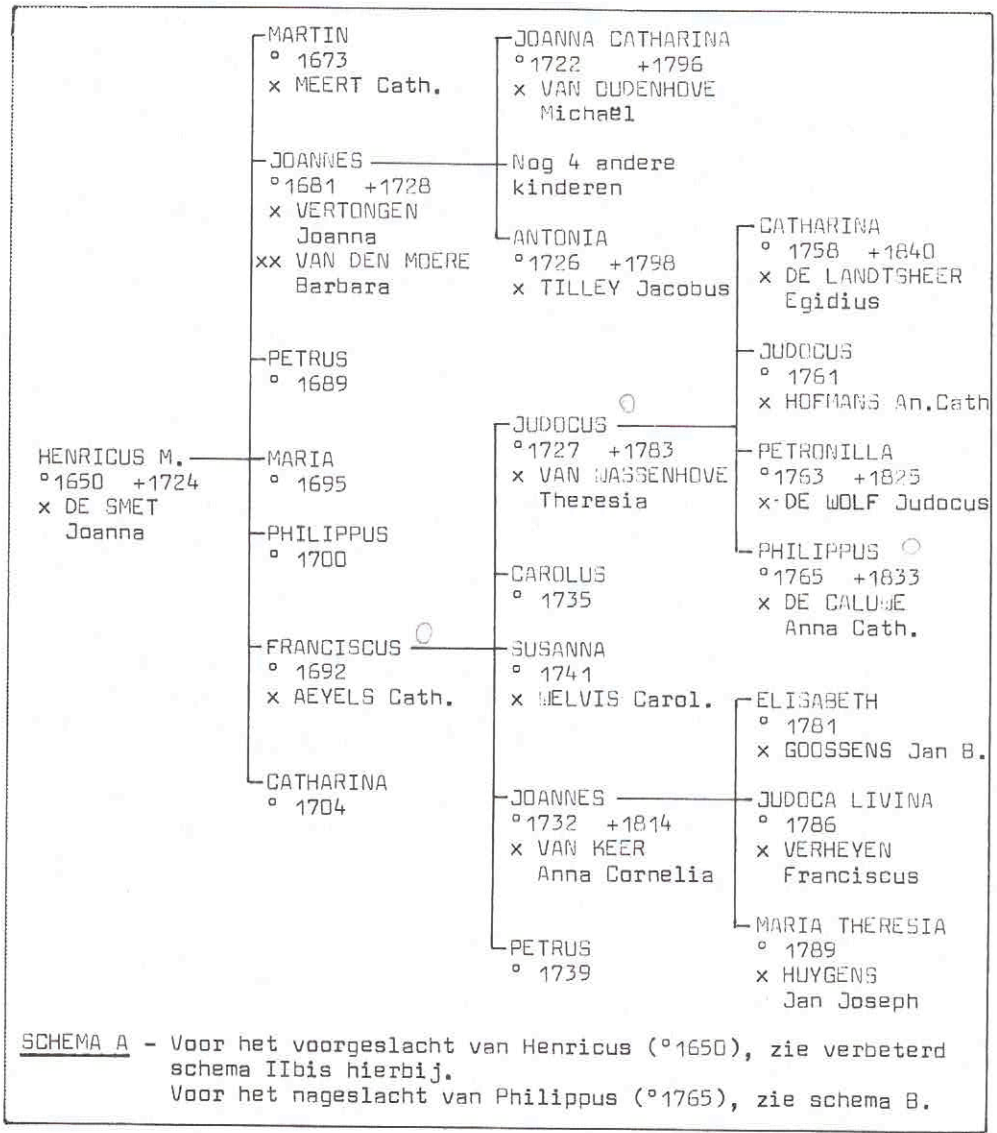 HENRICUS M.
°1650 +1724
x DE SMET
Joanna
MARTIN
° 1673
x MEERT Cath.
JOANNES
°1681 +1728
x VERTONGEN
Joanna
xx VAN DEN MOERE
Barbara
PETRUS
° 1689
MARIA
° 1695
PHILIPPUS
° 1700
FRANCISCUS
° 1692
x AEYELS Cath.
CATHARINA
° 1704
JOANNA CATHARINA
°1722 +1796
x VAN OUDENHOVE
Michaël
Nog 4 andere
kinderen
ANTONIA
°1726 +1798
x TILLEY Jacobus
JUDOCUS
°1727 +1783
x VAN WASSENHOVE
Theresia
CAROLUS
° 1735
SUSANNA
° 1741
x WELVIS Carol.
JOANNES
°1732 +1814
x VAN KEER
Anna Cornelia
PETRUS
° 1739
CATHARINA
° 1758 +1840
x DE LANDTSHEER
Egidius
JUDOCUS
° 1761
x HOFMANS An.Cath
PETRONILLA
°1763 +1825
x DE WOLF Judocus
PHILIPPUS
°1765 +1833
x DE CALUWE
Anna Cath.
ELISABETH
° 1781
x GOOSSENS Jan B.
JUDOCA LIVINA
° 1786
x VERHEYEN
Franciscus
MARIA THERESIA
° 1789
x HUYGENS
Jan Joseph
SCHEMA A - Voor het voorgeslacht van Henricus (°1650), zie verbeterd
schema IIbis hierbij.
Voor het nageslacht van Philippus (°1765), zie schema B.